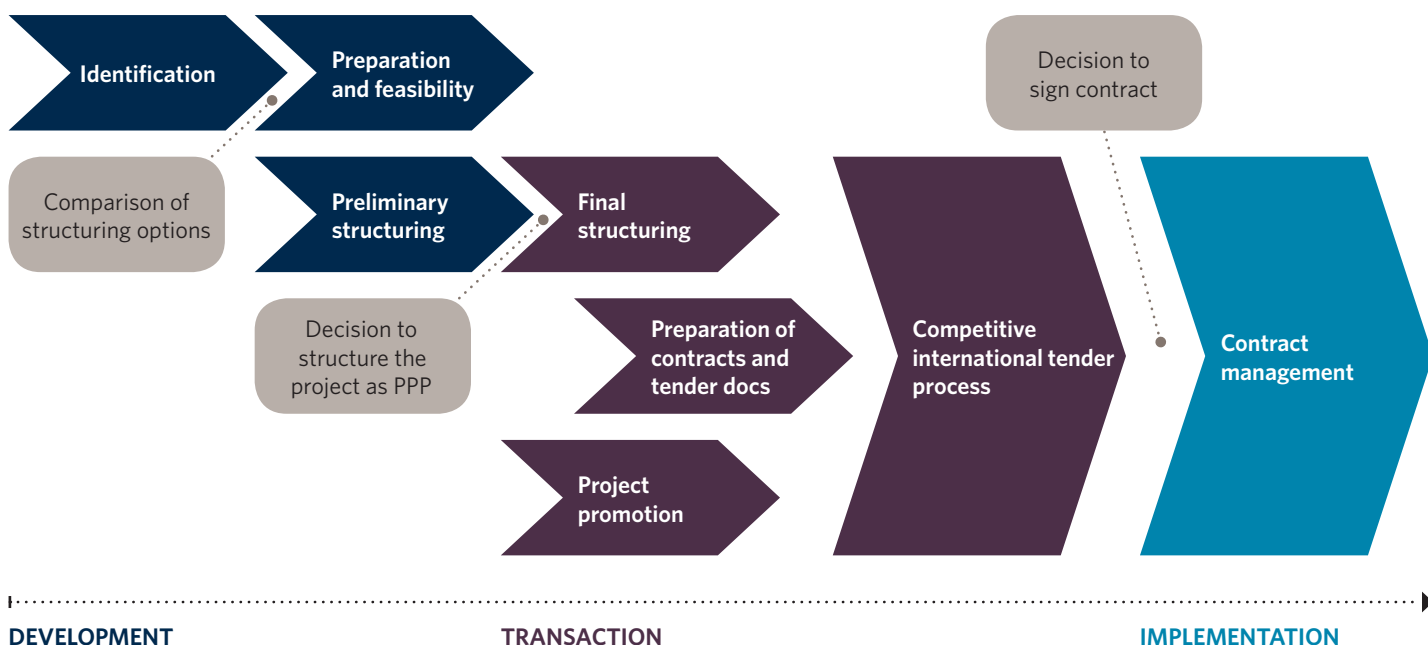 Identification
Preparation
and feasibility
Decision to
sign contract
Comparison of
structuring options
Preliminary
structuring
Final
structuring
Decision to
structure the
project as PPP
Preparation of
contracts and
tender docs
Competitive
international tender
process
Contract
management
Project
promotion
DEVELOPMENT
TRANSACTION
IMPLEMENTATION